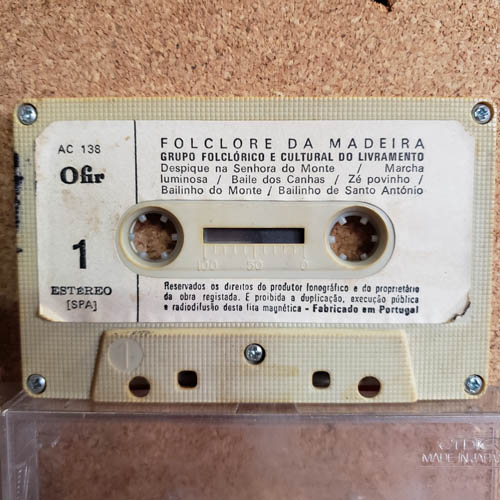 FOLCLORE DA MADEIRA
AC 138
GRUPO FOLCLÓRICO E CULTURAL DO LIVRAMENTO
Despique na Senhora do Monte / Marcha
luminosa / Baile dos Canhas / Zé povinho /
Bailinho do Monte / Bailinho de Santo António
Ofir
1
ESTÉREO
[SPA]
100 50 0
Reservados os direitos do produtor fonográfico e do proprietário
da obra registada. É proibida a duplicação, execução pública
e radiodifusão desta fita magnética - Fabricado em Portugal
1
TDK
MADE IN JAPAN